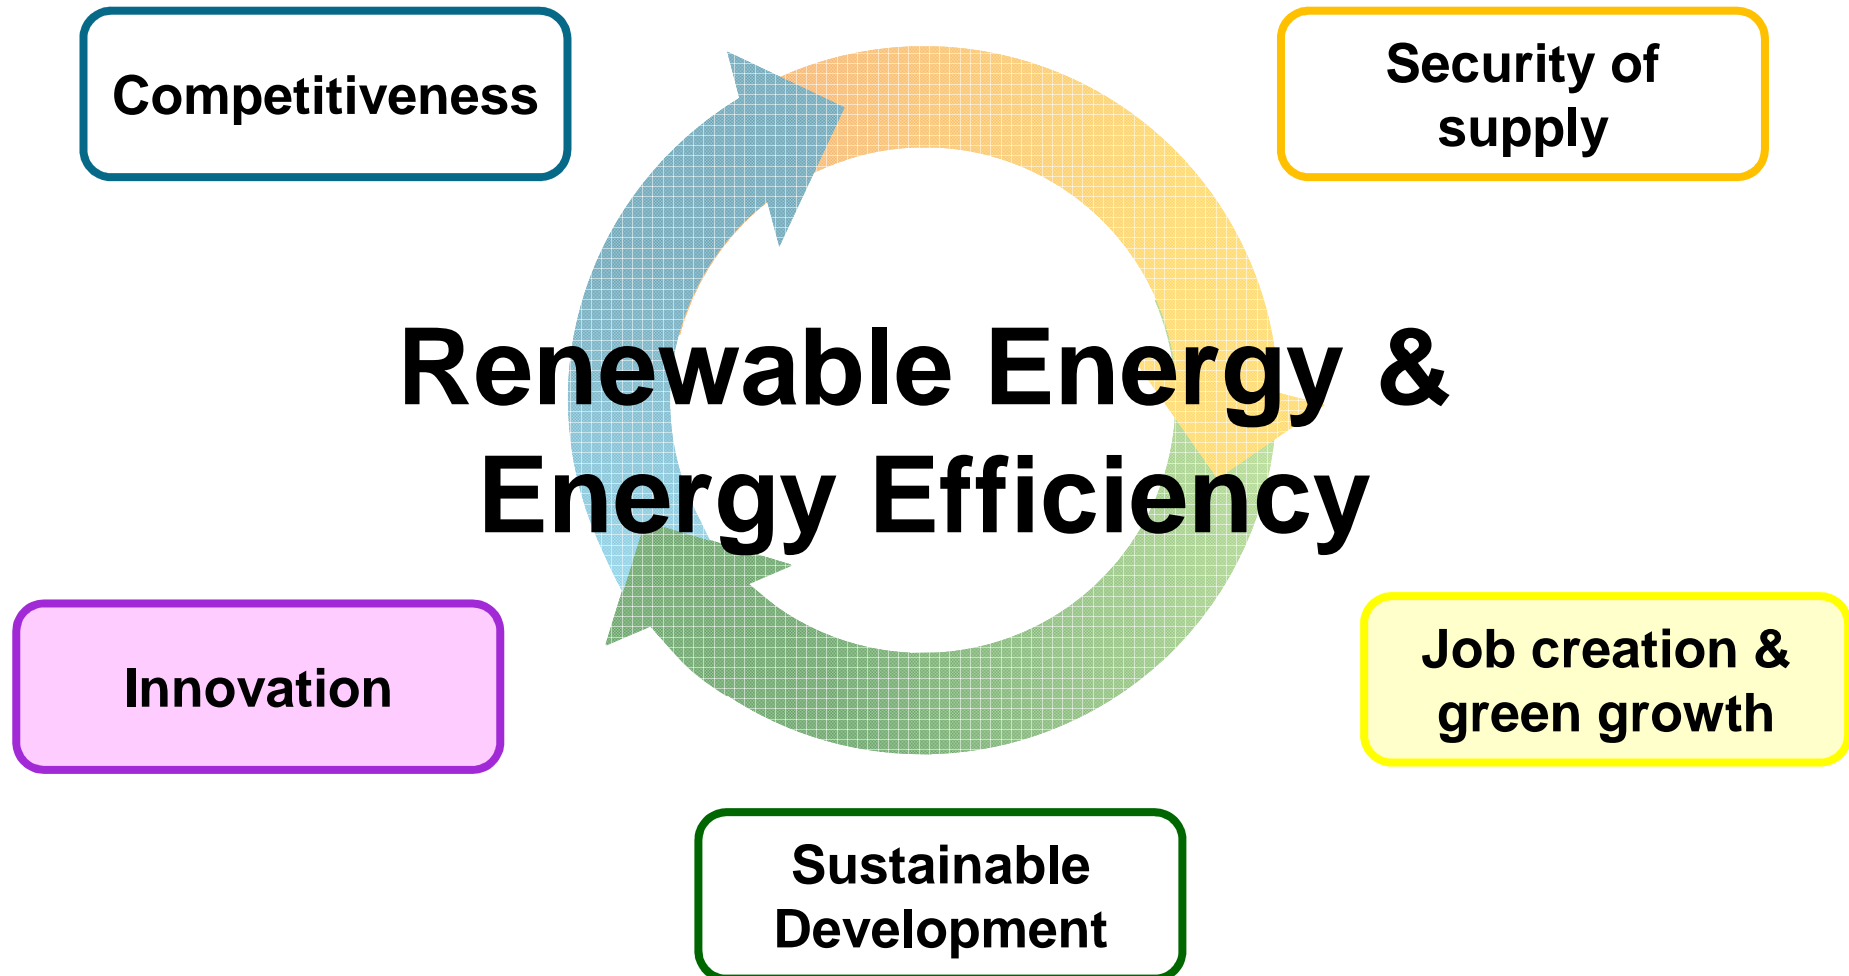 Competitiveness
Security of
supply
Renewable Energy &
Energy Efficiency
Innovation
Job creation &
green growth
Sustainable
Development